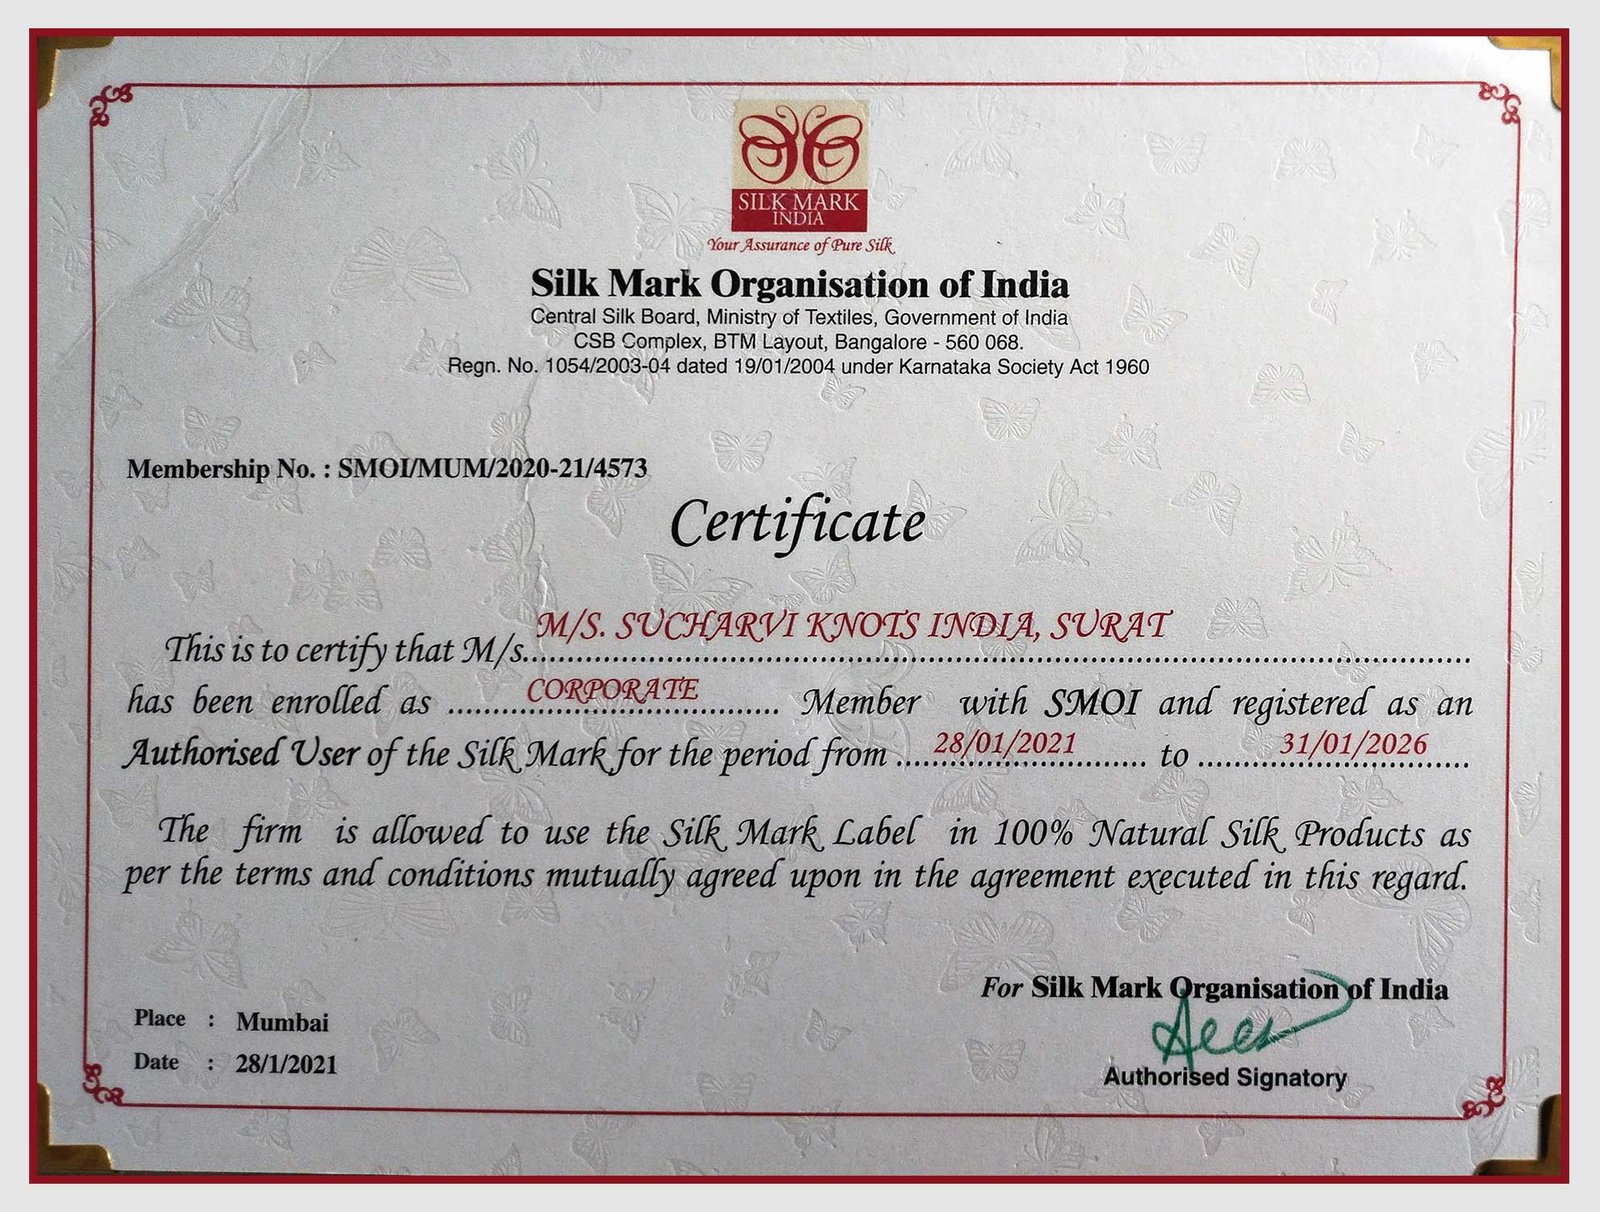 SILK MARK
INDIA
Your Assurance of Pure Silk
Silk Mark Organisation of India
Central Silk Board, Ministry of Textiles, Government of India
CSB Complex, BTM Layout, Bangalore - 560 068.
Regn. No. 1054/2003-04 dated 19/01/2004 under Karnataka Society Act 1960
Membership No. : SMOI/MUM/2020-21/4573
Certificate
This is to certify that M/s. M/S. SUCHARVI KNOTS INDIA, SURAT
has been enrolled as CORPORATE Member with SMOI and registered as an
Authorised User of the Silk Mark for the period from 28/01/2021 to 31/01/2026
The firm is allowed to use the Silk Mark Label in 100% Natural Silk Products as
per the terms and conditions mutually agreed upon in the agreement executed in this regard.
For Silk Mark Organisation of India
Place : Mumbai
Date : 28/1/2021
Authorised Signatory